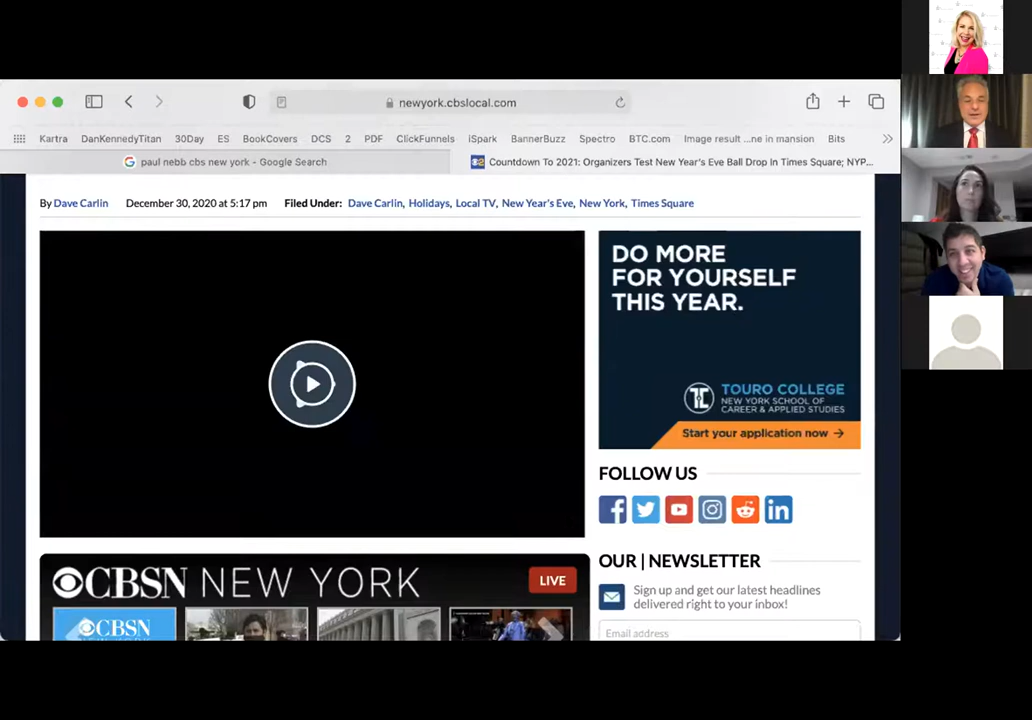 newyork.cbslocal.com
Kartra DanKennedyTitan 30Day ES BookCovers DCS 2 PDF ClickFunnels iSpark BannerBuzz Spectro BTC.com Image result ...ne in mansion Bits
paul nebb cbs new york - Google Search
Countdown To 2021: Organizers Test New Year's Eve Ball Drop In Times Square; NYP...
By Dave Carlin December 30, 2020 at 5:17 pm Filed Under: Dave Carlin, Holidays, Local TV, New Year's Eve, New York, Times Square
DO MORE
FOR YOURSELF
THIS YEAR.
TOURO COLLEGE
NEW YORK SCHOOL OF
CAREER & APPLIED STUDIES
Start your application now →
FOLLOW US
OUR | NEWSLETTER
Sign up and get our latest headlines
delivered right to your inbox!
Email address
CBSN NEW YORK LIVE
CBSN